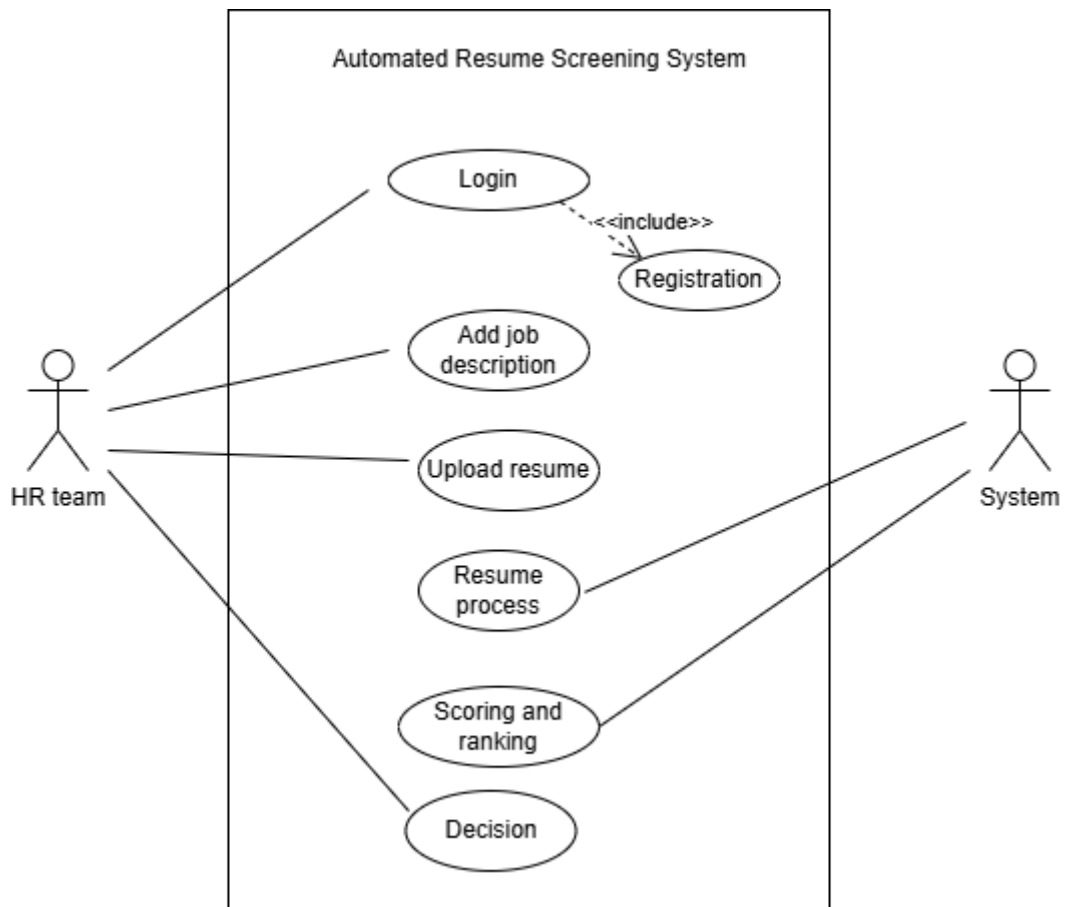 Automated Resume Screening System
Login
<<include>>
Registration
Add job
description
HR team
Upload resume
System
Resume
process
Scoring and
ranking
Decision